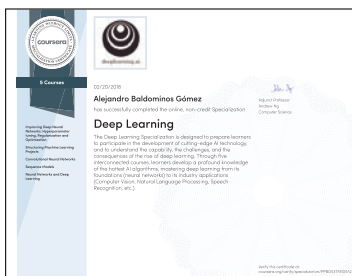 coursera
5 Courses
Improving Deep Neural
Networks: Hyperparameter
tuning, Regularization and
Optimization
Structuring Machine Learning
Projects
Convolutional Neural Networks
Sequence Models
Neural Networks and Deep
Learning
deeplearning.ai
02/20/2018
Alejandro Baldominos Gómez
has successfully completed the online, non-credit Specialization
Deep Learning
The Deep Learning Specialization is designed to prepare learners
to participate in the development of cutting-edge AI technology,
and to understand the capability, the challenges, and the
consequences of the rise of deep learning. Through five
interconnected courses, learners develop a profound knowledge
of the hottest AI algorithms, mastering deep learning from its
foundations (neural networks) to its industry applications
(Computer Vision, Natural Language Processing, Speech
Recognition, etc.).
Adjunct Professor
Andrew Ng
Computer Science
Verify this certificate at:
coursera.org/verify/specialization/